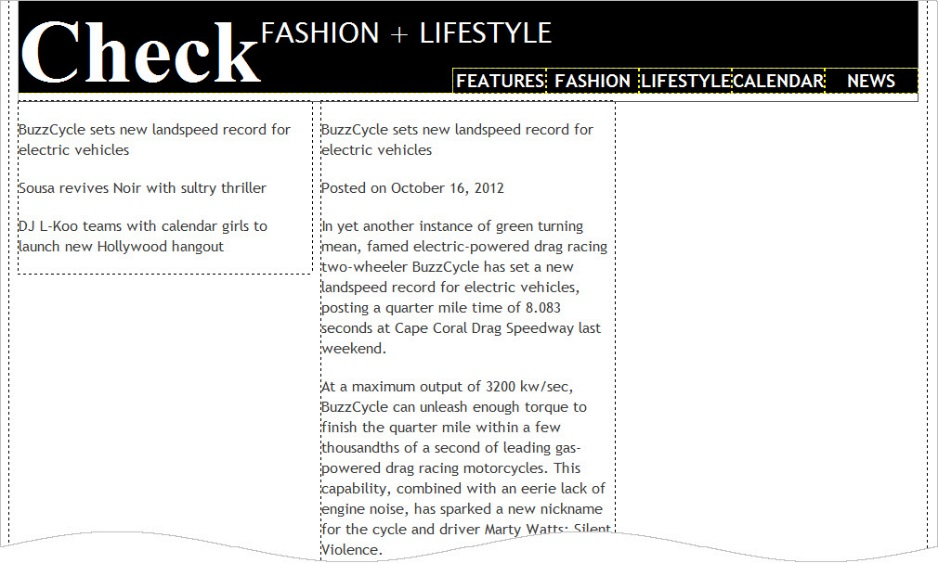 Check FASHION + LIFESTYLE
FEATURES FASHION LIFESTYLE CALENDAR NEWS
BuzzCycle sets new landspeed record for
electric vehicles
Sousa revives Noir with sultry thriller
DJ L-Koo teams with calendar girls to
launch new Hollywood hangout
BuzzCycle sets new landspeed record for
electric vehicles
Posted on October 16, 2012
In yet another instance of green turning
mean, famed electric-powered drag racing
two-wheeler BuzzCycle has set a new
landspeed record for electric vehicles,
posting a quarter mile time of 8.083
seconds at Cape Coral Drag Speedway last
weekend.
At a maximum output of 3200 kw/sec,
BuzzCycle can unleash enough torque to
finish the quarter mile within a few
thousandths of a second of leading gas-
powered drag racing motorcycles. This
capability, combined with an eerie lack of
engine noise, has sparked a new nickname
for the cycle and driver Marty Watts: Silent
Violence.